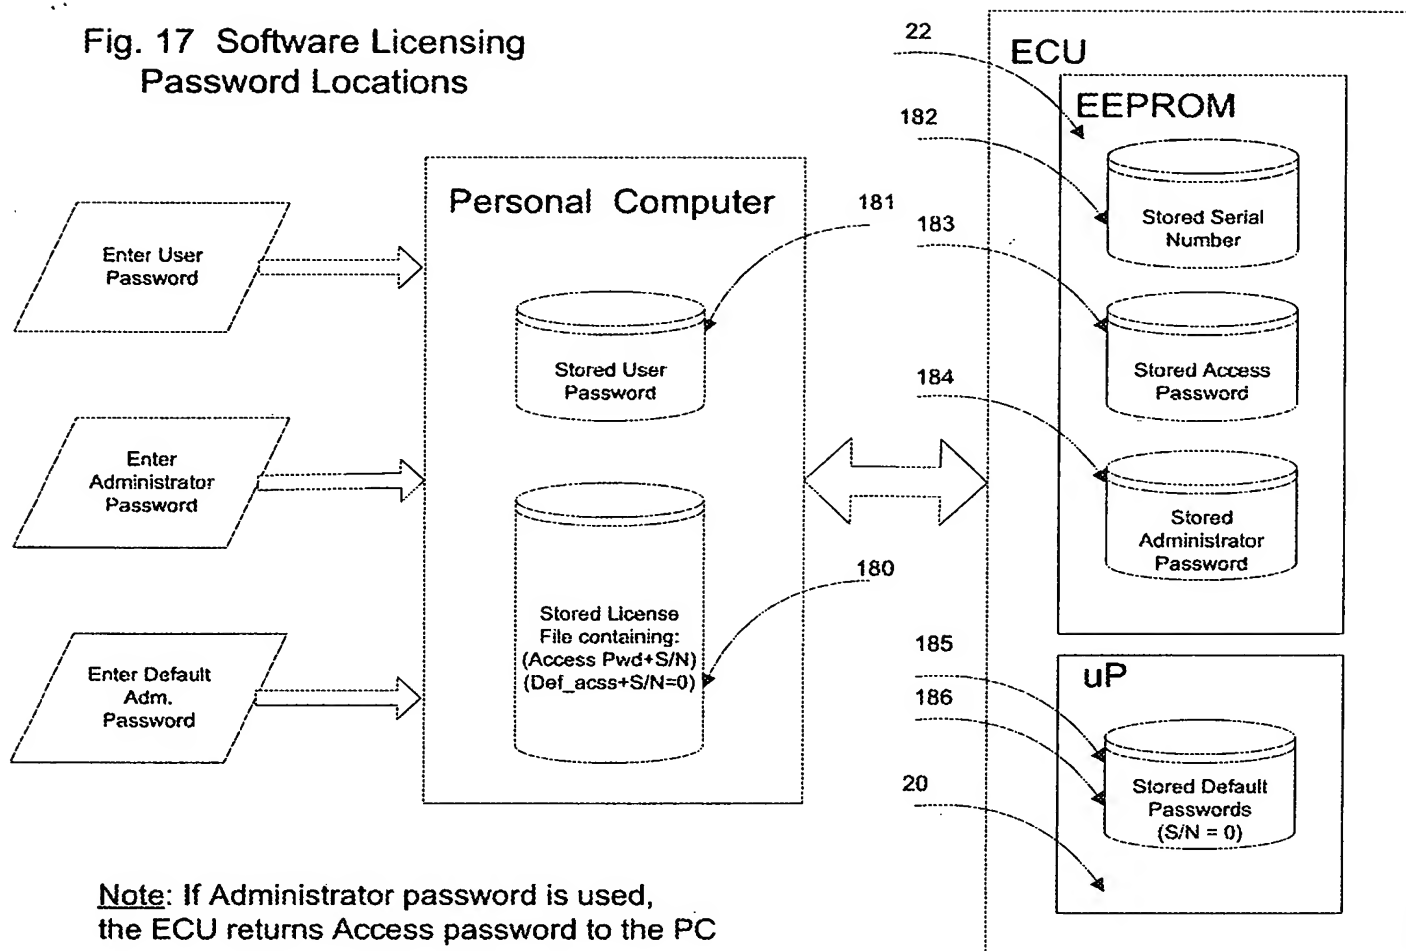 Fig. 17 Software Licensing
Password Locations
Enter User
Password
Enter
Administrator
Password
Enter Default
Adm.
Password
Personal Computer
Stored User
Password
Stored License
File containing:
(Access Pwd+S/N)
(Def_acss+S/N=0)
181
180
22
182
183
184
185
186
20
ECU
EEPROM
Stored Serial
Number
Stored Access
Password
Stored
Administrator
Password
uP
Stored Default
Passwords
(S/N = 0)
Note: If Administrator password is used,
the ECU returns Access password to the PC